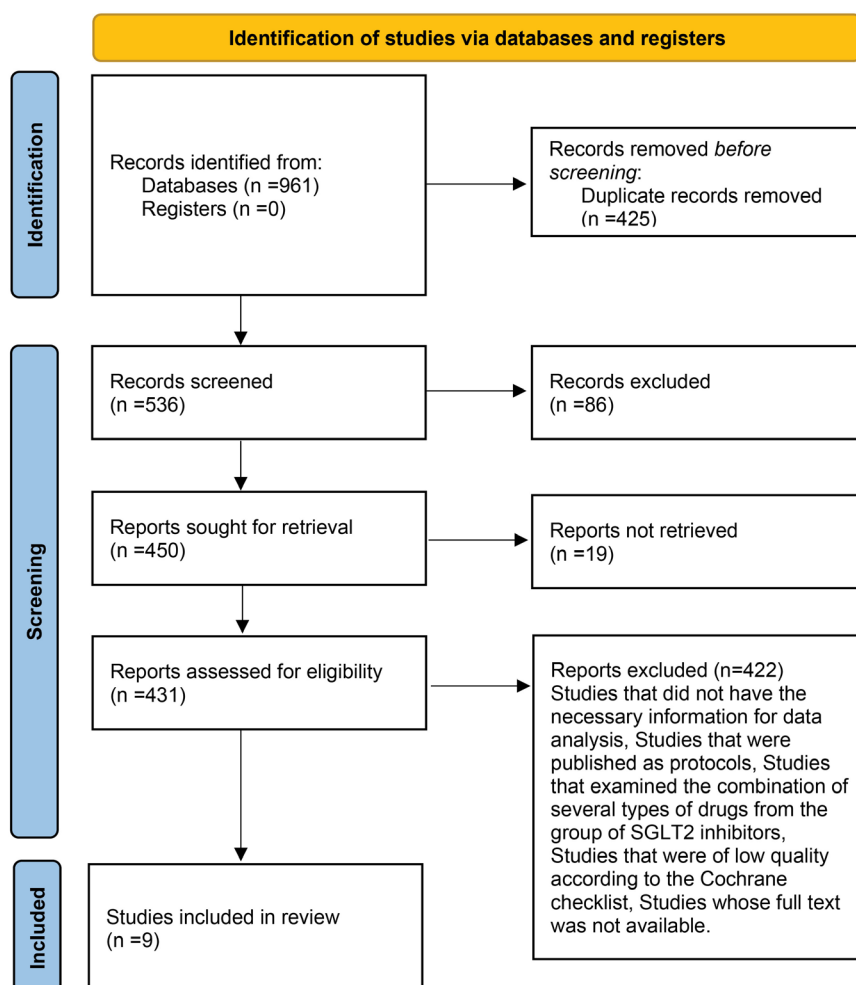 Identification of studies via databases and registers
Identification
Records identified from:
Databases (n =961)
Registers (n =0)
Records removed before
screening:
Duplicate records removed
(n =425)
Screening
Records screened
(n =536)
Records excluded
(n =86)
Reports sought for retrieval
(n =450)
Reports not retrieved
(n =19)
Reports assessed for eligibility
(n =431)
Reports excluded (n=422)
Studies that did not have the
necessary information for data
analysis, Studies that were
published as protocols, Studies
that examined the combination of
several types of drugs from the
group of SGLT2 inhibitors,
Studies that were of low quality
according to the Cochrane
checklist, Studies whose full text
was not available.
Included
Studies included in review
(n =9)